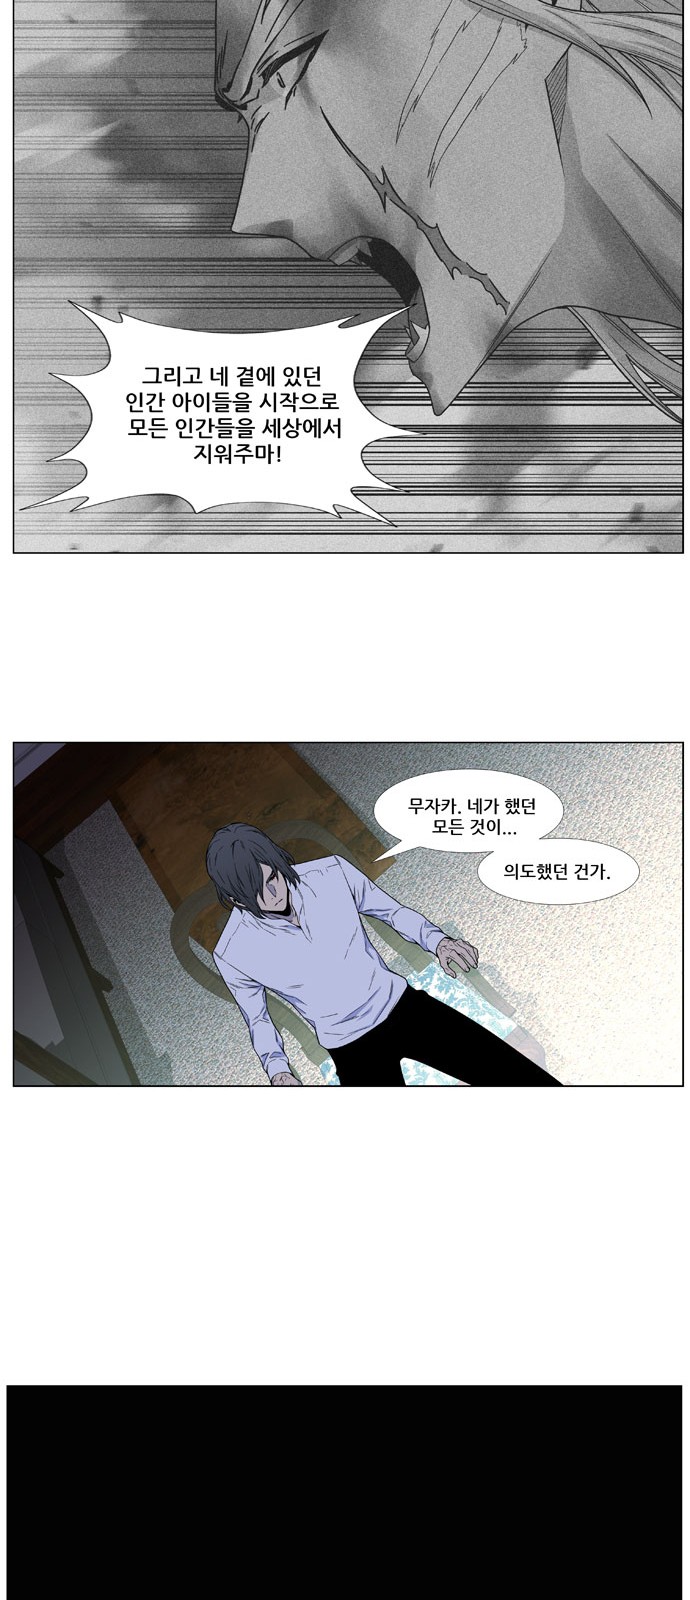 그리고 네 곁에 있던
인간 아이들을 시작으로
모든 인간들을 세상에서
지워주마!
무자카. 네가 했던
모든 것이...
의도했던 건가.